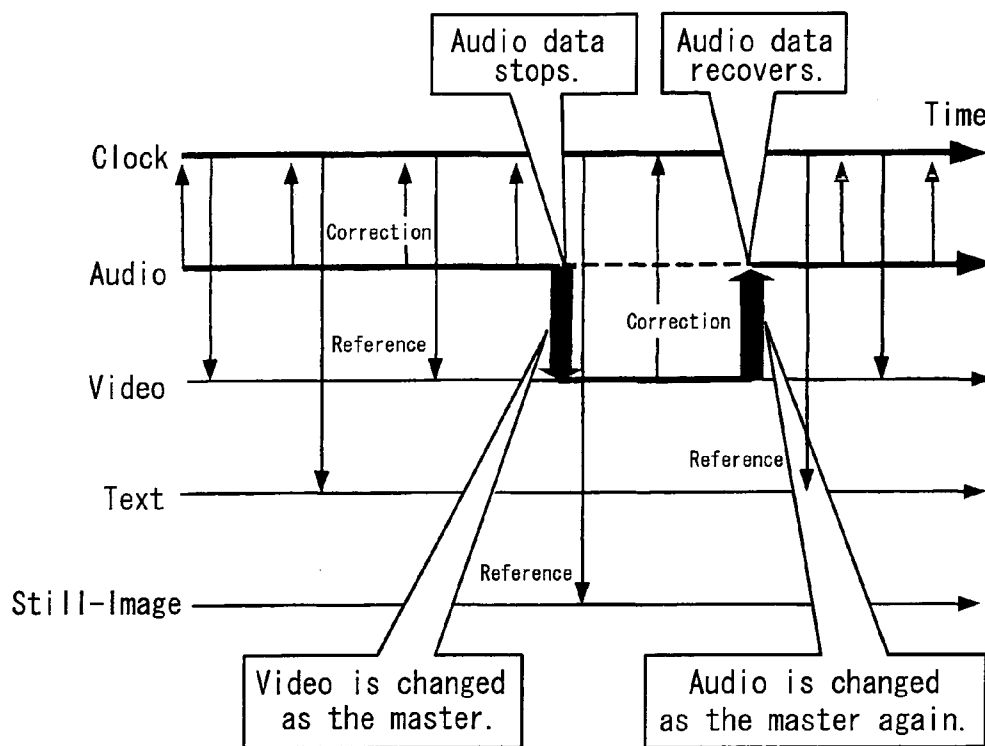 Audio data
stops.
Audio data
recovers.
Time
Clock
Correction
Audio
Reference
Correction
Video
Reference
Text
Reference
Still-Image
Video is changed
as the master.
Audio is changed
as the master again.